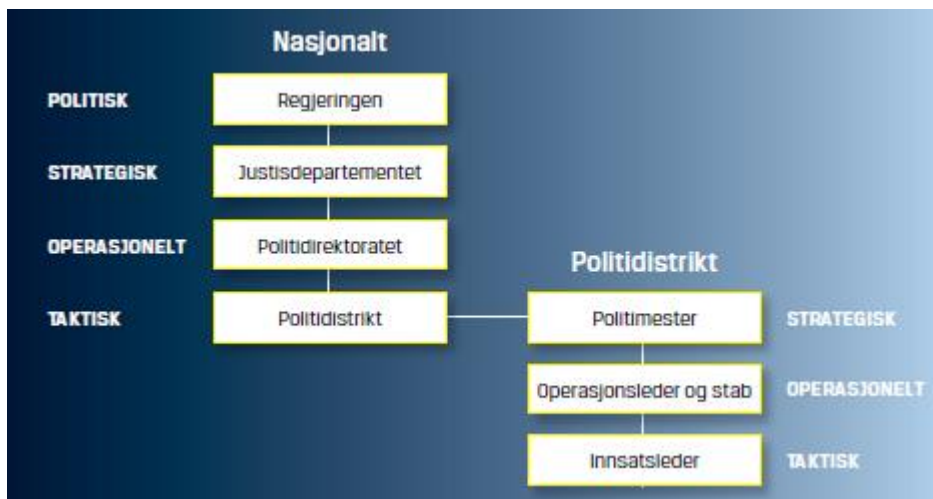 Nasjonalt
POLITISK
Regjeringen
STRATEGISK
Justisdepartementet
OPERASJONELT
Politidirektoratet
TAKTISK
Politidistrikt
Politidistrikt
Politimester
STRATEGISK
Operasjonsleder og stab
OPERASJONELT
Innsatsleder
TAKTISK